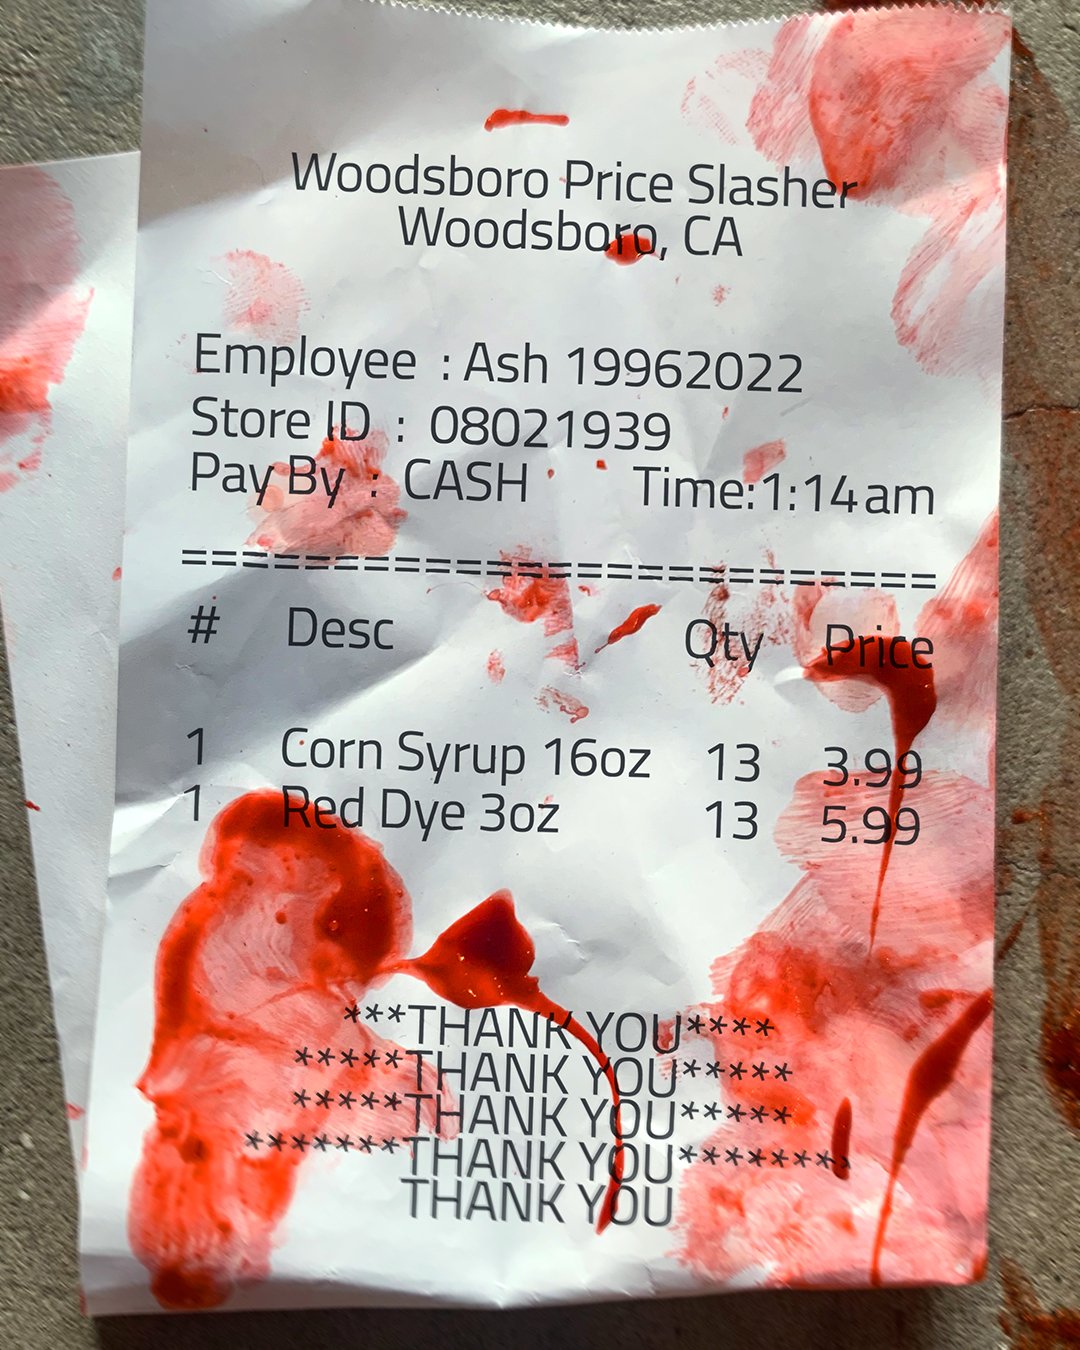 Woodsboro Price Slasher
Woodsboro, CA
Employee : Ash 19962022
Store ID : 08021939
Pay By : CASH Time:1:14am
=========================
# Desc Qty Price
1 Corn Syrup 16oz 13 3.99
1 Red Dye 3oz 13 5.99
***THANK YOU****
*****THANK YOU*****
*****THANK YOU*****
*******THANK YOU********
THANK YOU